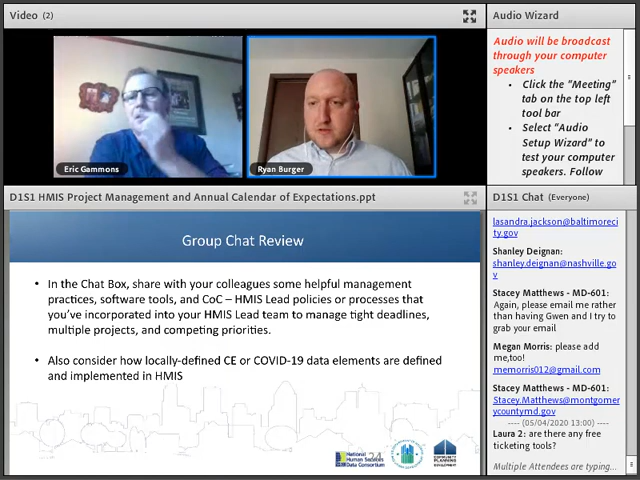 Video (2)
Eric Gammons
Ryan Burger
Audio Wizard
Audio will be broadcast
through your computer
speakers
• Click the "Meeting"
tab on the top left
tool bar
• Select "Audio
Setup Wizard" to
test your computer
speakers. Follow
D1S1 HMIS Project Management and Annual Calendar of Expectations.ppt
Group Chat Review
• In the Chat Box, share with your colleagues some helpful management
practices, software tools, and CoC – HMIS Lead policies or processes that
you've incorporated into your HMIS Lead team to manage tight deadlines,
multiple projects, and competing priorities.
• Also consider how locally-defined CE or COVID-19 data elements are defined
and implemented in HMIS
National
Human Services
Data Consortium
24
COMMUNITY
PLANNING
DEVELOPMENT
D1S1 Chat (Everyone)
lasandra.jackson@baltimoreci
ty.gov
Shanley Deignan:
shanley.deignan@nashville.go
v
Stacey Matthews - MD-601:
Again, please email me rather
than having Gwen and I try to
grab your email
Megan Morris: please add
me,too!
memorris012@gmail.com
Stacey Matthews - MD-601:
Stacey.Matthews@montgomer
ycountymd.gov
---- (05/04/2020 13:00) ----
Laura 2: are there any free
ticketing tools?
Multiple Attendees are typing...